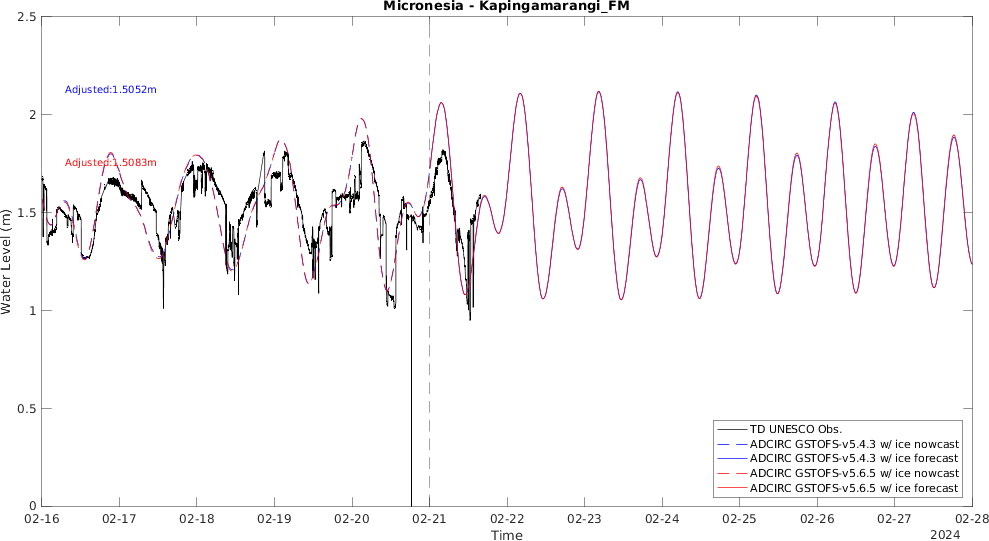 Micronesia - Kapingamarangi_FM
2.5
2
1.5
1
0.5
0
Water Level (m)
Adjusted:1.5052m
Adjusted:1.5083m
TD UNESCO Obs.
ADCIRC GSTOFS-v5.4.3 w/ ice nowcast
ADCIRC GSTOFS-v5.4.3 w/ ice forecast
ADCIRC GSTOFS-v5.6.5 w/ ice nowcast
ADCIRC GSTOFS-v5.6.5 w/ ice forecast
02-16 02-17 02-18 02-19 02-20 02-21 02-22 02-23 02-24 02-25 02-26 02-27 02-28
Time
2024